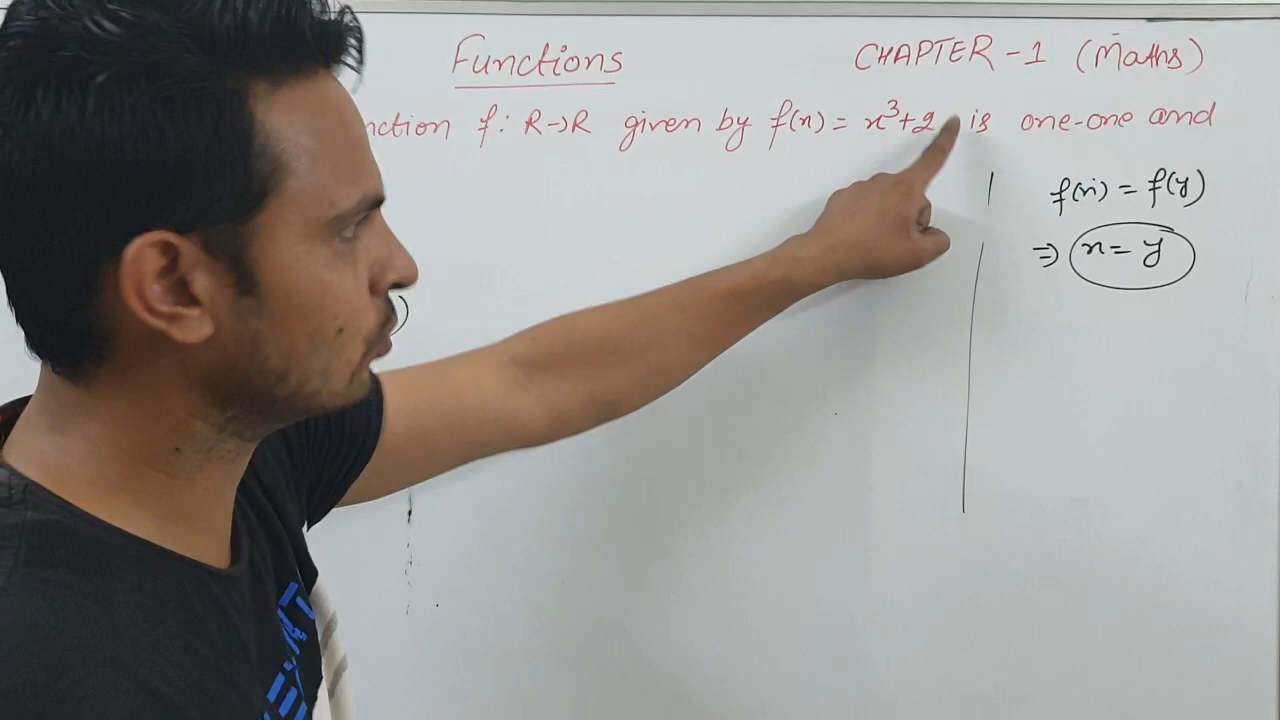 Functions
CHAPTER-1 (Maths)
nction f: R→R given by f(x) = x³+2 is one-one and
f(x) = f(y)
⇒ x = y
)